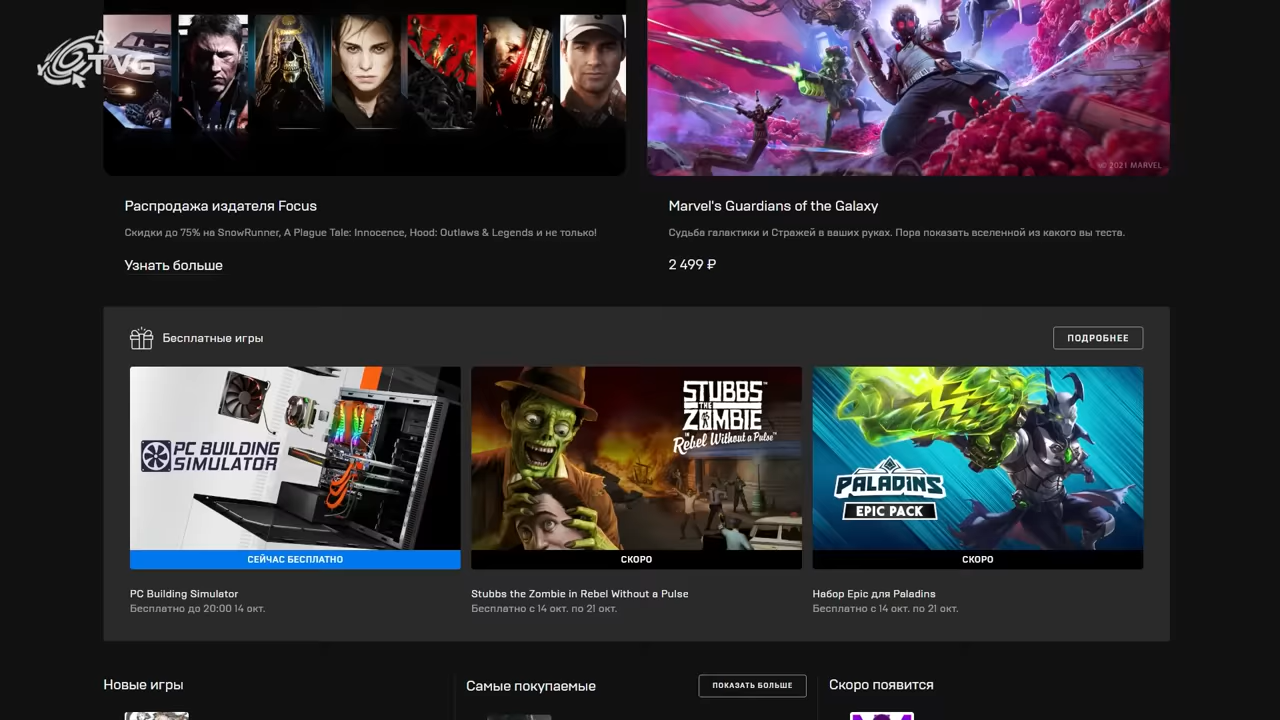 TVG
© 2021 MARVEL
Распродажа издателя Focus
Скидки до 75% на SnowRunner, A Plague Tale: Innocence, Hood: Outlaws & Legends и не только!
Узнать больше
Marvel's Guardians of the Galaxy
Судьба галактики и Стражей в ваших руках. Пора показать вселенной из какого вы теста.
2 499 ₽
Бесплатные игры
ПОДРОБНЕЕ
PC BUILDING
SIMULATOR
СЕЙЧАС БЕСПЛАТНО
PC Building Simulator
Бесплатно до 20:00 14 окт.
STUBBS
THE
ZOMBIE
IN
Rebel Without a Pulse
СКОРО
Stubbs the Zombie in Rebel Without a Pulse
Бесплатно с 14 окт. по 21 окт.
PALADINS
EPIC PACK
СКОРО
Набор Epic для Paladins
Бесплатно с 14 окт. по 21 окт.
Новые игры
Самые покупаемые
ПОКАЗАТЬ БОЛЬШЕ
Скоро появится